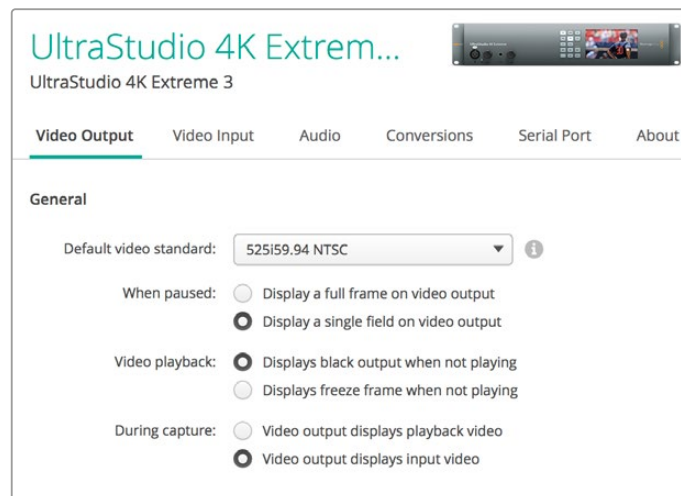 UltraStudio 4K Extrem...
UltraStudio 4K Extreme 3
Video Output Video Input Audio Conversions Serial Port About
General
Default video standard: 525i59.94 NTSC
When paused: Display a full frame on video output
Display a single field on video output
Video playback: Displays black output when not playing
Displays freeze frame when not playing
During capture: Video output displays playback video
Video output displays input video